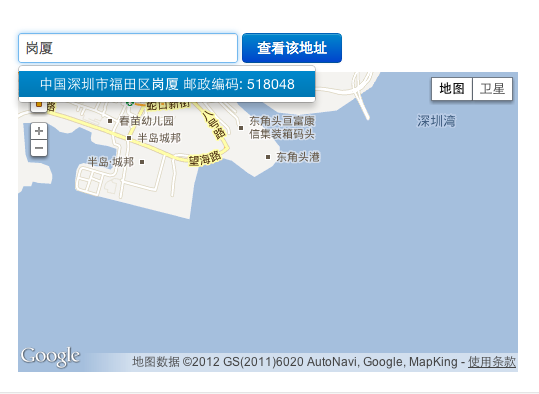 岗厦
查看该地址
中国深圳市福田区岗厦 邮政编码: 518048
地图
卫星
蛇口新街
春苗幼儿园
半岛城邦
八号路
东角头亘富康
信集装箱码头
深圳湾
半岛·城邦
望海路
东角头港
Google
地图数据 ©2012 GS(2011)6020 AutoNavi, Google, MapKing - 使用条款